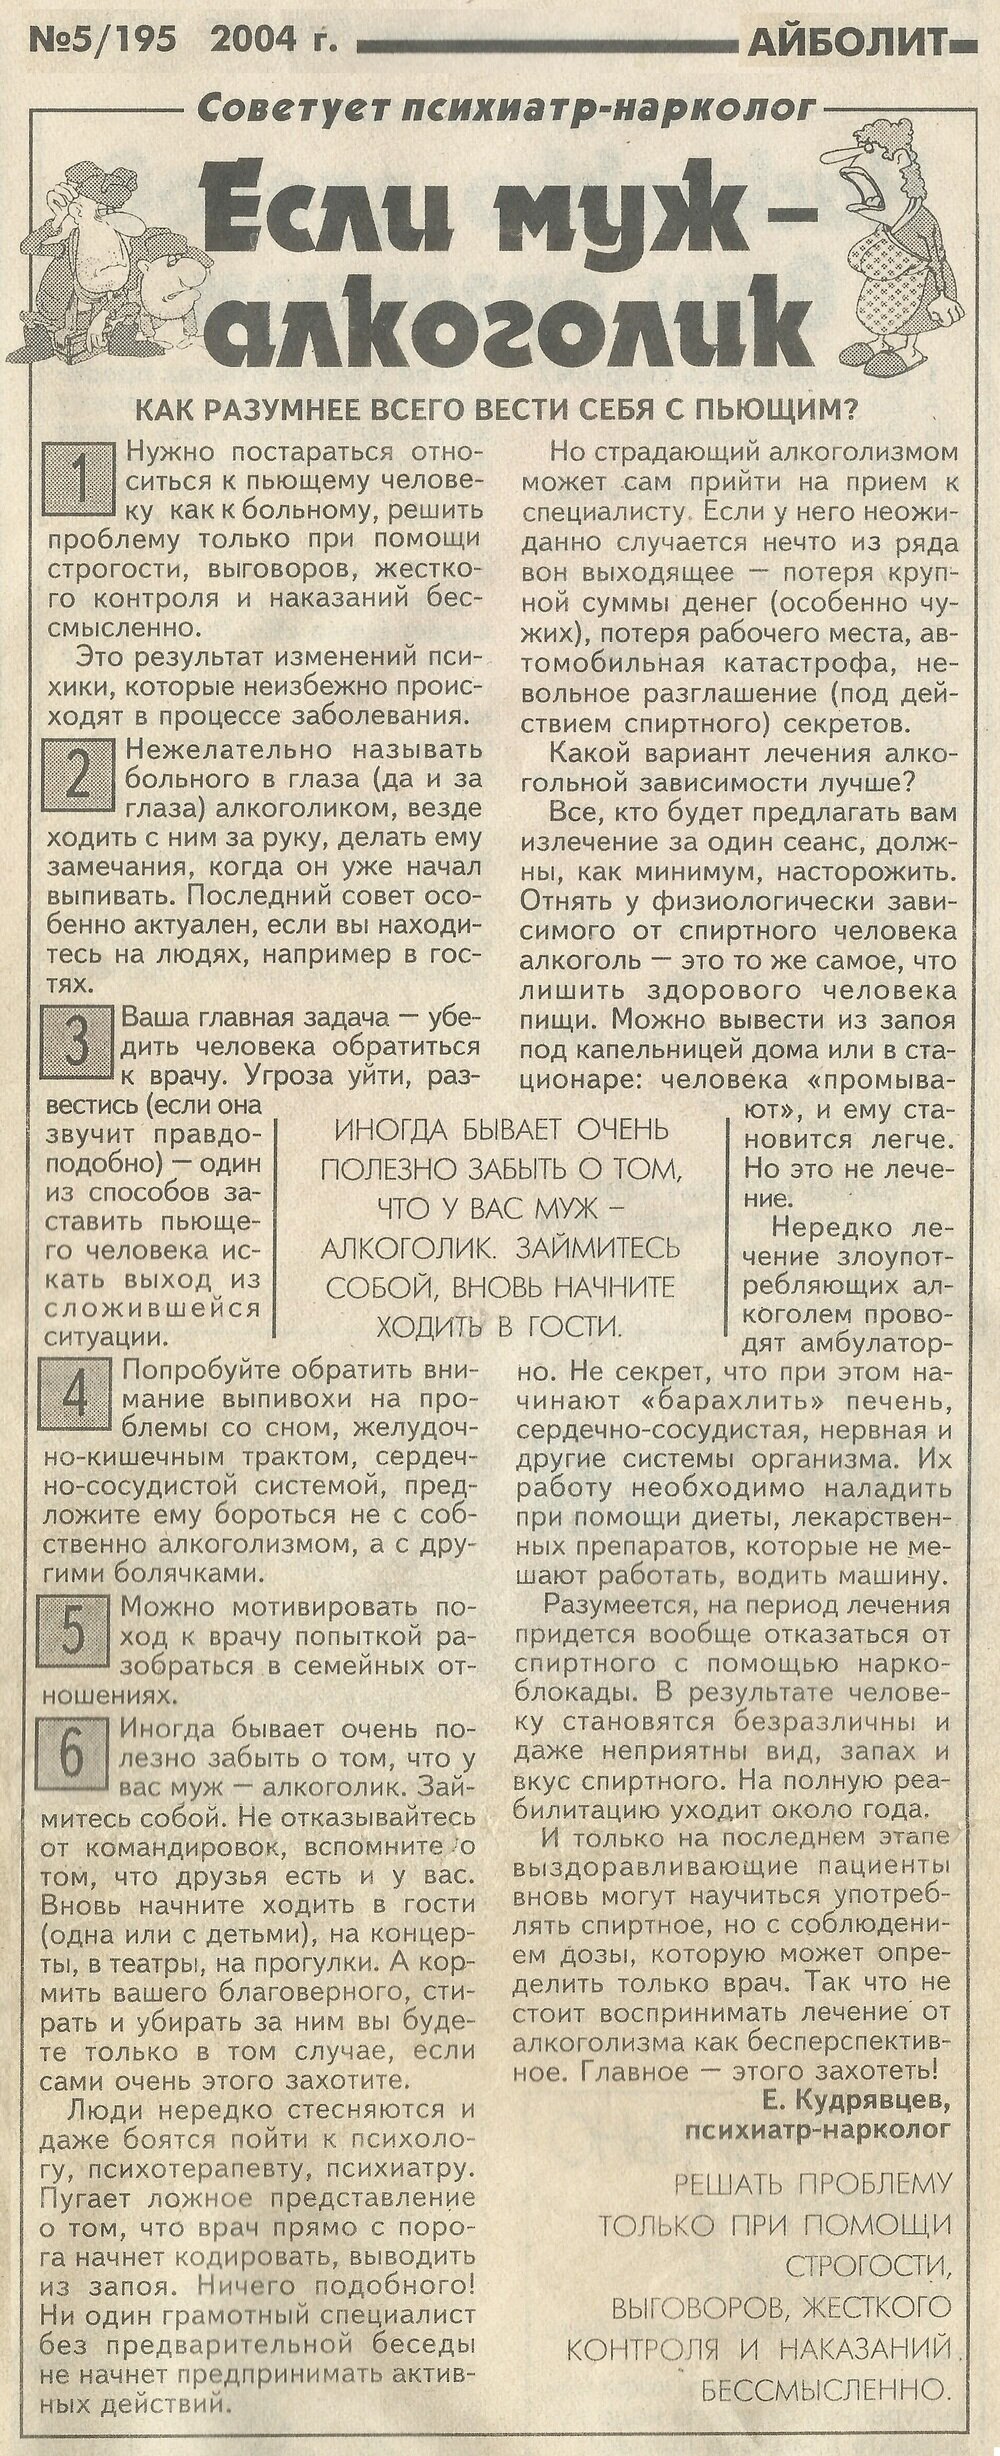 №5/195 2004 г. АЙБОЛИТ
Советует психиатр-нарколог
Если муж –
алкоголик
КАК РАЗУМНЕЕ ВСЕГО ВЕСТИ СЕБЯ С ПЬЮЩИМ?
1 Нужно постараться отно-
ситься к пьющему челове-
ку как к больному, решить
проблему только при помощи
строгости, выговоров, жестко-
го контроля и наказаний бес-
смысленно.
Это результат изменений пси-
хики, которые неизбежно проис-
ходят в процессе заболевания.
2 Нежелательно называть
больного в глаза (да и за
глаза) алкоголиком, везде
ходить с ним за руку, делать ему
замечания, когда он уже начал
выпивать. Последний совет осо-
бенно актуален, если вы находи-
тесь на людях, например в гос-
тях.
3 Ваша главная задача — убе-
дить человека обратиться
к врачу. Угроза уйти, раз-
вестись (если она
звучит правдо-
подобно) — один
из способов за-
ставить пьюще-
го человека ис-
кать выход из
сложившейся
ситуации.
4 Попробуйте обратить вни-
мание выпивохи на про-
блемы со сном, желудоч-
но-кишечным трактом, сердеч-
но-сосудистой системой, пред-
ложите ему бороться не с соб-
ственно алкоголизмом, а с дру-
гими болячками.
5 Можно мотивировать по-
ход к врачу попыткой ра-
зобраться в семейных от-
ношениях.
6 Иногда бывает очень по-
лезно забыть о том, что у
вас муж — алкоголик. Зай-
митесь собой. Не отказывайтесь
от командировок, вспомните о
том, что друзья есть и у вас.
Вновь начните ходить в гости
(одна или с детьми), на концер-
ты, в театры, на прогулки. А кор-
мить вашего благоверного, сти-
рать и убирать за ним вы буде-
те только в том случае, если
сами очень этого захотите.
Люди нередко стесняются и
даже боятся пойти к психоло-
гу, психотерапевту, психиатру.
Пугает ложное представление
о том, что врач прямо с поро-
га начнет кодировать, выводить
из запоя. Ничего подобного!
Ни один грамотный специалист
без предварительной беседы
не начнет предпринимать актив-
ных действий.
ИНОГДА БЫВАЕТ ОЧЕНЬ
ПОЛЕЗНО ЗАБЫТЬ О ТОМ,
ЧТО У ВАС МУЖ –
АЛКОГОЛИК. ЗАЙМИТЕСЬ
СОБОЙ, ВНОВЬ НАЧНИТЕ
ХОДИТЬ В ГОСТИ.
Но страдающий алкоголизмом
может сам прийти на прием к
специалисту. Если у него неожи-
данно случается нечто из ряда
вон выходящее — потеря круп-
ной суммы денег (особенно чу-
жих), потеря рабочего места, ав-
томобильная катастрофа, не-
вольное разглашение (под дей-
ствием спиртного) секретов.
Какой вариант лечения алко-
гольной зависимости лучше?
Все, кто будет предлагать вам
излечение за один сеанс, долж-
ны, как минимум, насторожить.
Отнять у физиологически зави-
симого от спиртного человека
алкоголь — это то же самое, что
лишить здорового человека
пищи. Можно вывести из запоя
под капельницей дома или в ста-
ционаре: человека «промыва-
ют», и ему ста-
новится легче.
Но это не лече-
ние.
Нередко ле-
чение злоупот-
ребляющих ал-
коголем прово-
дят амбулатор-
но. Не секрет, что при этом на-
чинают «барахлить» печень,
сердечно-сосудистая, нервная и
другие системы организма. Их
работу необходимо наладить
при помощи диеты, лекарствен-
ных препаратов, которые не ме-
шают работать, водить машину.
Разумеется, на период лечения
придется вообще отказаться от
спиртного с помощью нарко-
блокады. В результате челове-
ку становятся безразличны и
даже неприятны вид, запах и
вкус спиртного. На полную реа-
билитацию уходит около года.
И только на последнем этапе
выздоравливающие пациенты
вновь могут научиться употреб-
лять спиртное, но с соблюдени-
ем дозы, которую может опре-
делить только врач. Так что не
стоит воспринимать лечение от
алкоголизма как бесперспектив-
ное. Главное — этого захотеть!
Е. Кудрявцев,
психиатр-нарколог
РЕШАТЬ ПРОБЛЕМУ
ТОЛЬКО ПРИ ПОМОЩИ
СТРОГОСТИ,
ВЫГОВОРОВ, ЖЕСТКОГО
КОНТРОЛЯ И НАКАЗАНИЙ
БЕССМЫСЛЕННО.